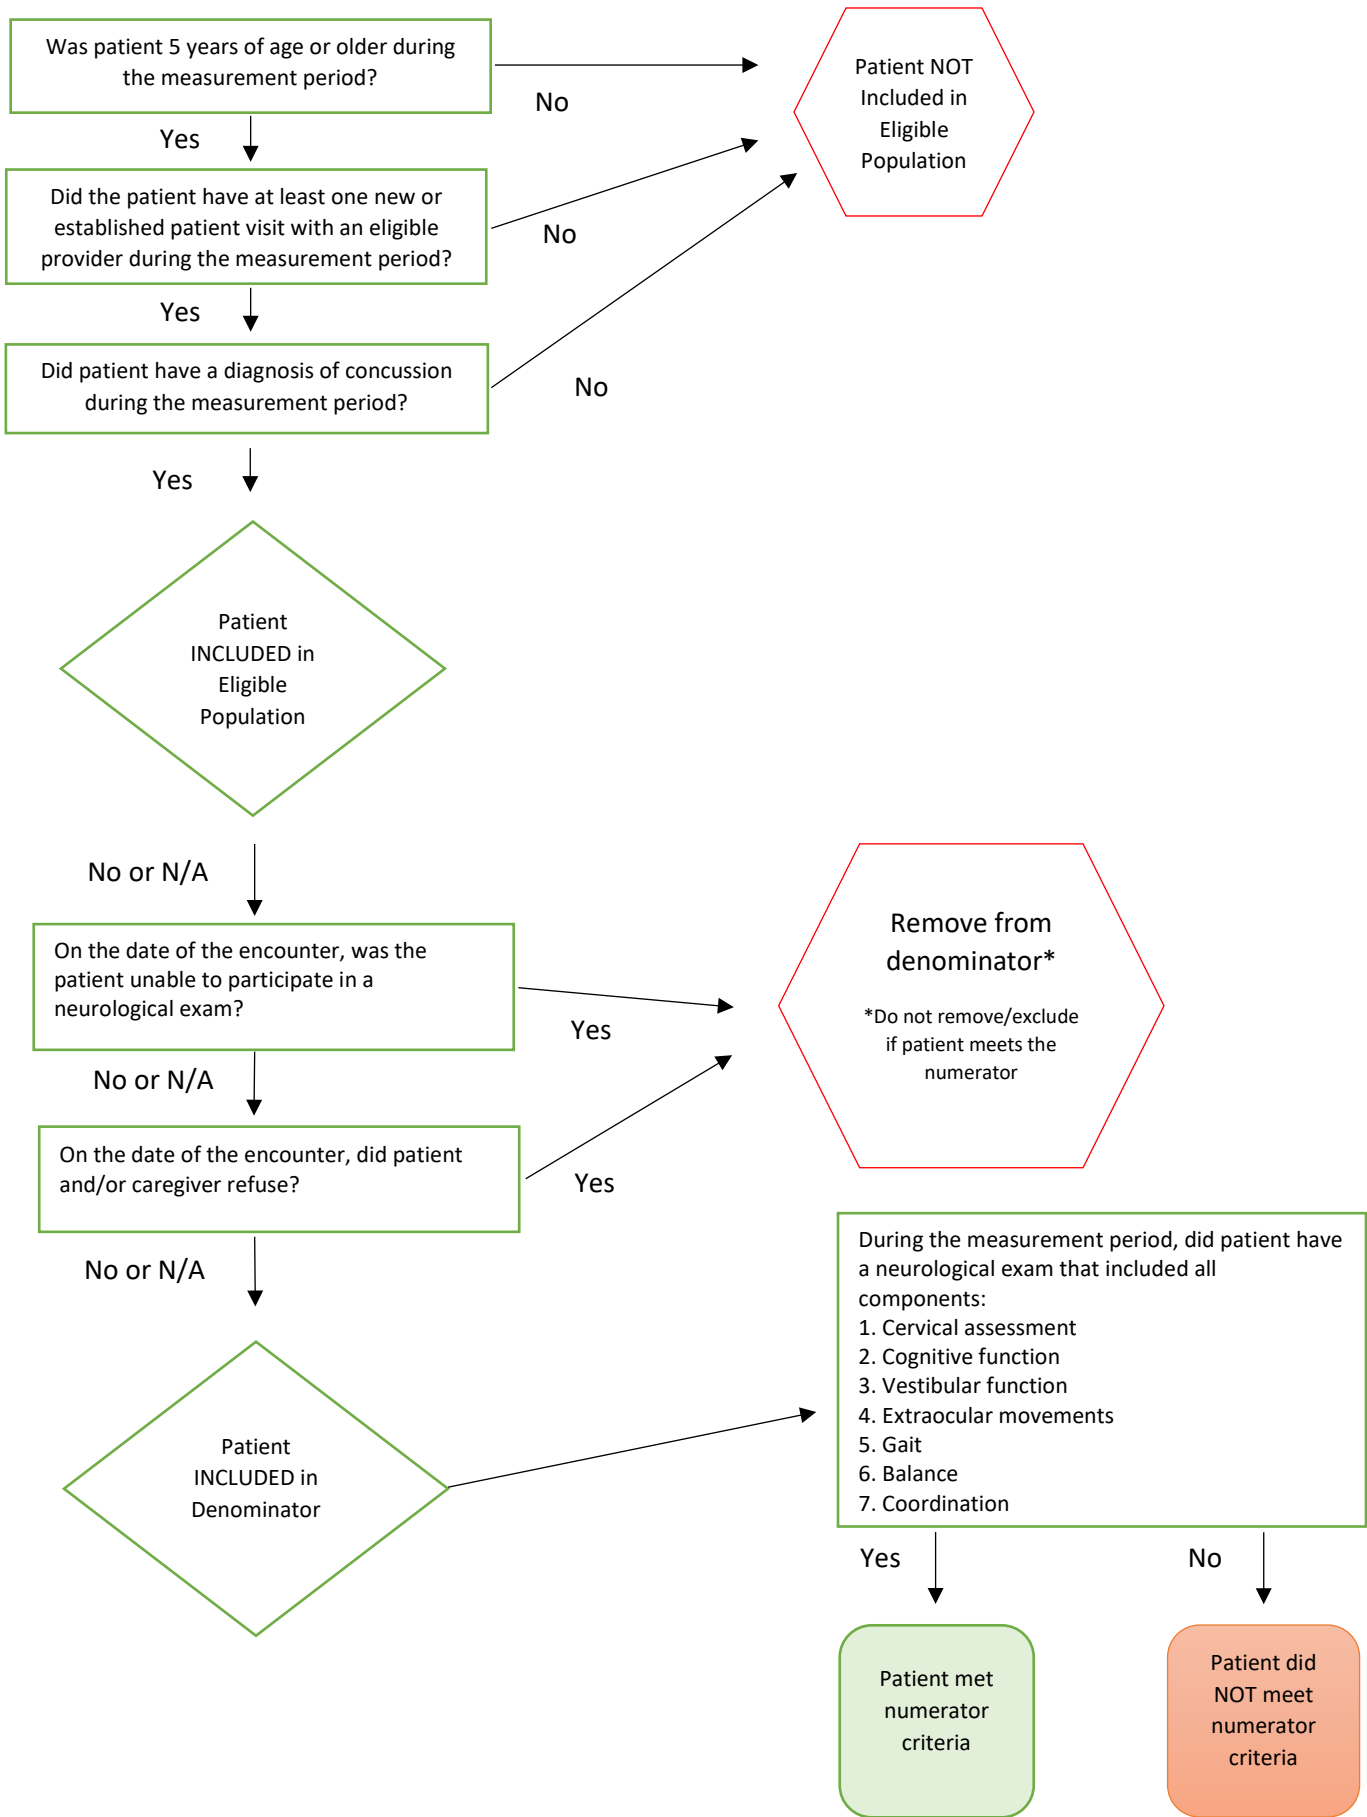 Was patient 5 years of age or older during
the measurement period?
No
Patient NOT
Included in
Eligible
Population
Yes
Did the patient have at least one new or
established patient visit with an eligible
provider during the measurement period?
No
Yes
Did patient have a diagnosis of concussion
during the measurement period?
No
Yes
Patient
INCLUDED in
Eligible
Population
No or N/A
On the date of the encounter, was the
patient unable to participate in a
neurological exam?
Yes
Remove from
denominator*
*Do not remove/exclude
if patient meets the
numerator
No or N/A
On the date of the encounter, did patient
and/or caregiver refuse?
Yes
No or N/A
Patient
INCLUDED in
Denominator
During the measurement period, did patient have
a neurological exam that included all
components:
1. Cervical assessment
2. Cognitive function
3. Vestibular function
4. Extraocular movements
5. Gait
6. Balance
7. Coordination
Yes
No
Patient met
numerator
criteria
Patient did
NOT meet
numerator
criteria